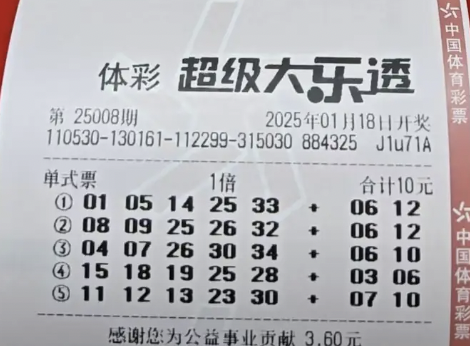 体彩 超级大乐透
第 25008期 2025年01月18日开奖
110530-130161-112299-315030 884325 J1u71A
单式票 1倍 合计10元
① 01 05 14 25 33 + 06 12
② 08 09 25 26 32 + 06 12
③ 04 07 26 30 34 + 06 10
④ 15 18 19 25 28 + 03 06
⑤ 11 12 13 23 30 + 07 10
感谢您为公益事业贡献 3.60元
中国体育彩票
中国体育彩票